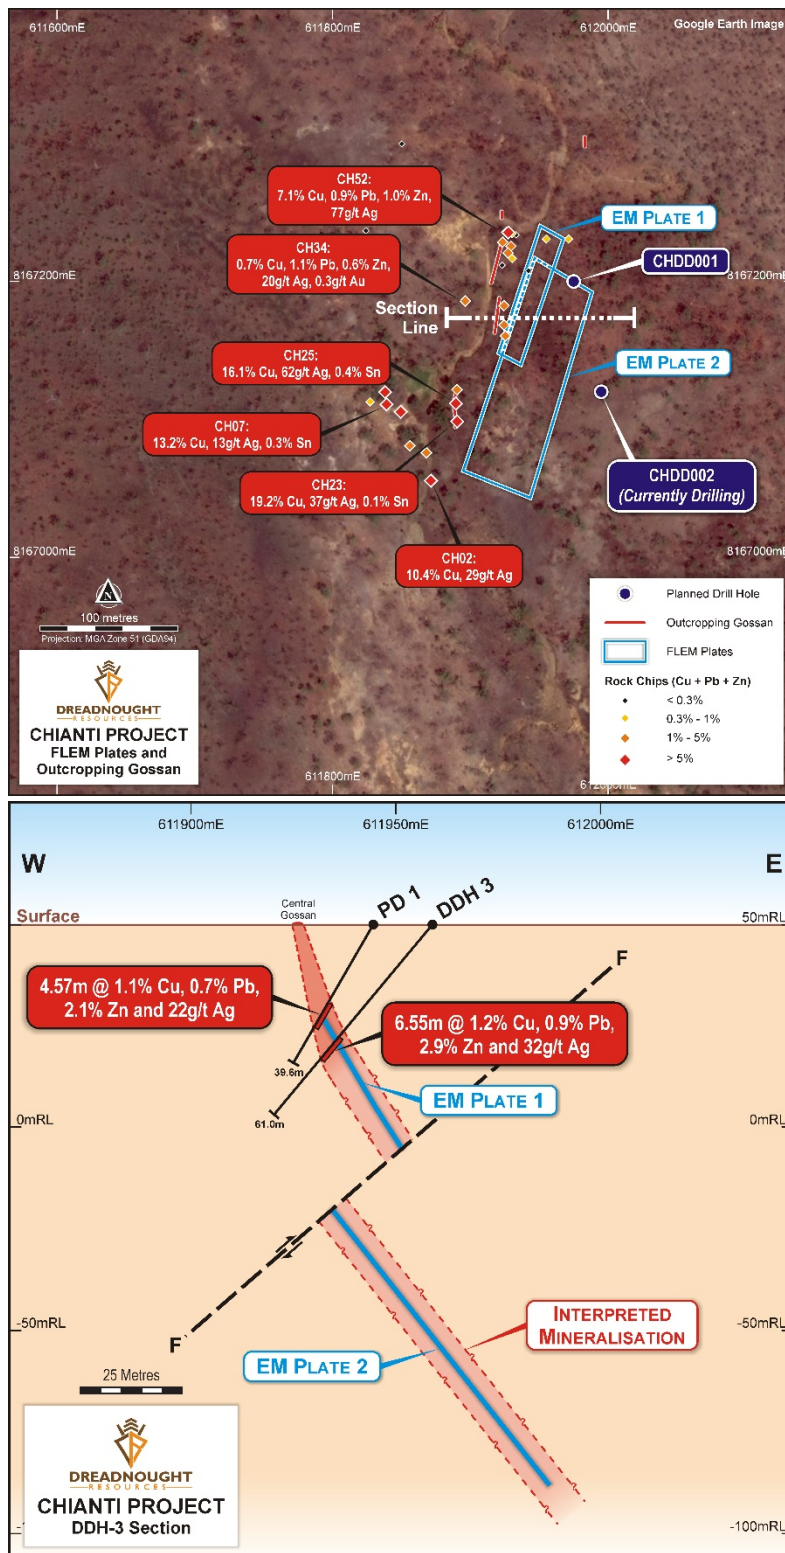 611600mE
611800mE
612000mE
Google Earth Image
CH52:
7.1% Cu, 0.9% Pb, 1.0% Zn,
77g/t Ag
EM PLATE 1
CH34:
0.7% Cu, 1.1% Pb, 0.6% Zn,
20g/t Ag, 0.3g/t Au
8167200mE
8167200mE
CHDD001
Section
Line
CH25:
16.1% Cu, 62g/t Ag, 0.4% Sn
EM PLATE 2
CH07:
13.2% Cu, 13g/t Ag, 0.3% Sn
CHDD002
(Currently Drilling)
CH23:
19.2% Cu, 37g/t Ag, 0.1% Sn
8167000mE
8167000mE
CH02:
10.4% Cu, 29g/t Ag
N
100 metres
Projection: MGA Zone 51 (GDA94)
Planned Drill Hole
Outcropping Gossan
FLEM Plates
Rock Chips (Cu + Pb + Zn)
< 0.3%
0.3% - 1%
1% - 5%
> 5%
DREADNOUGHT
RESOURCES
CHIANTI PROJECT
FLEM Plates and
Outcropping Gossan
611800mE
611900mE
611950mE
612000mE
W
E
Central
Gossan
PD 1
DDH 3
Surface
50mRL
F
4.57m @ 1.1% Cu, 0.7% Pb,
2.1% Zn and 22g/t Ag
6.55m @ 1.2% Cu, 0.9% Pb,
2.9% Zn and 32g/t Ag
39.6m
EM PLATE 1
61.0m
0mRL
0mRL
-50mRL
-50mRL
F
INTERPRETED
MINERALISATION
EM PLATE 2
25 Metres
DREADNOUGHT
RESOURCES
CHIANTI PROJECT
DDH-3 Section
-100mRL